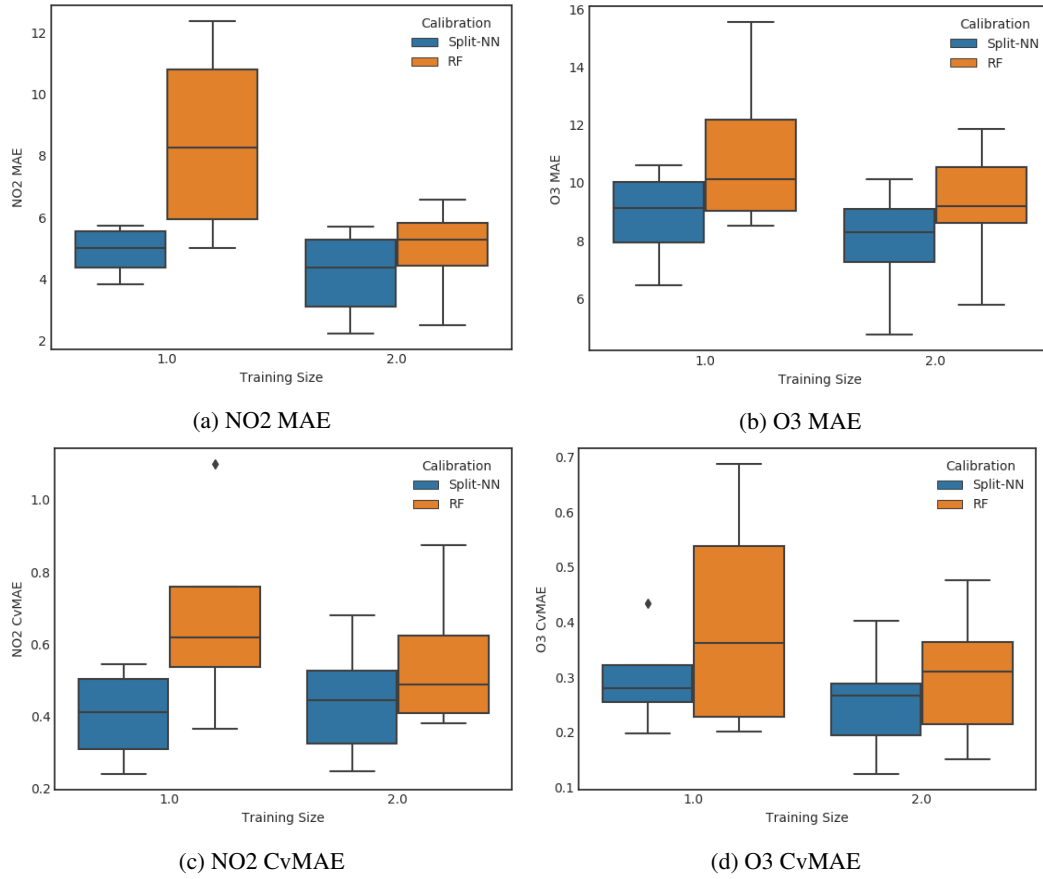 12
10
8
6
4
2
NO2 MAE
Calibration
Split-NN
RF
1.0
2.0
Training Size
(a) NO2 MAE
16
14
12
10
8
6
O3 MAE
Calibration
Split-NN
RF
1.0
2.0
Training Size
(b) O3 MAE
1.0
0.8
0.6
0.4
0.2
NO2 CvMAE
Calibration
Split-NN
RF
1.0
2.0
Training Size
(c) NO2 CvMAE
0.7
0.6
0.5
0.4
0.3
0.2
0.1
O3 CvMAE
Calibration
Split-NN
RF
1.0
2.0
Training Size
(d) O3 CvMAE